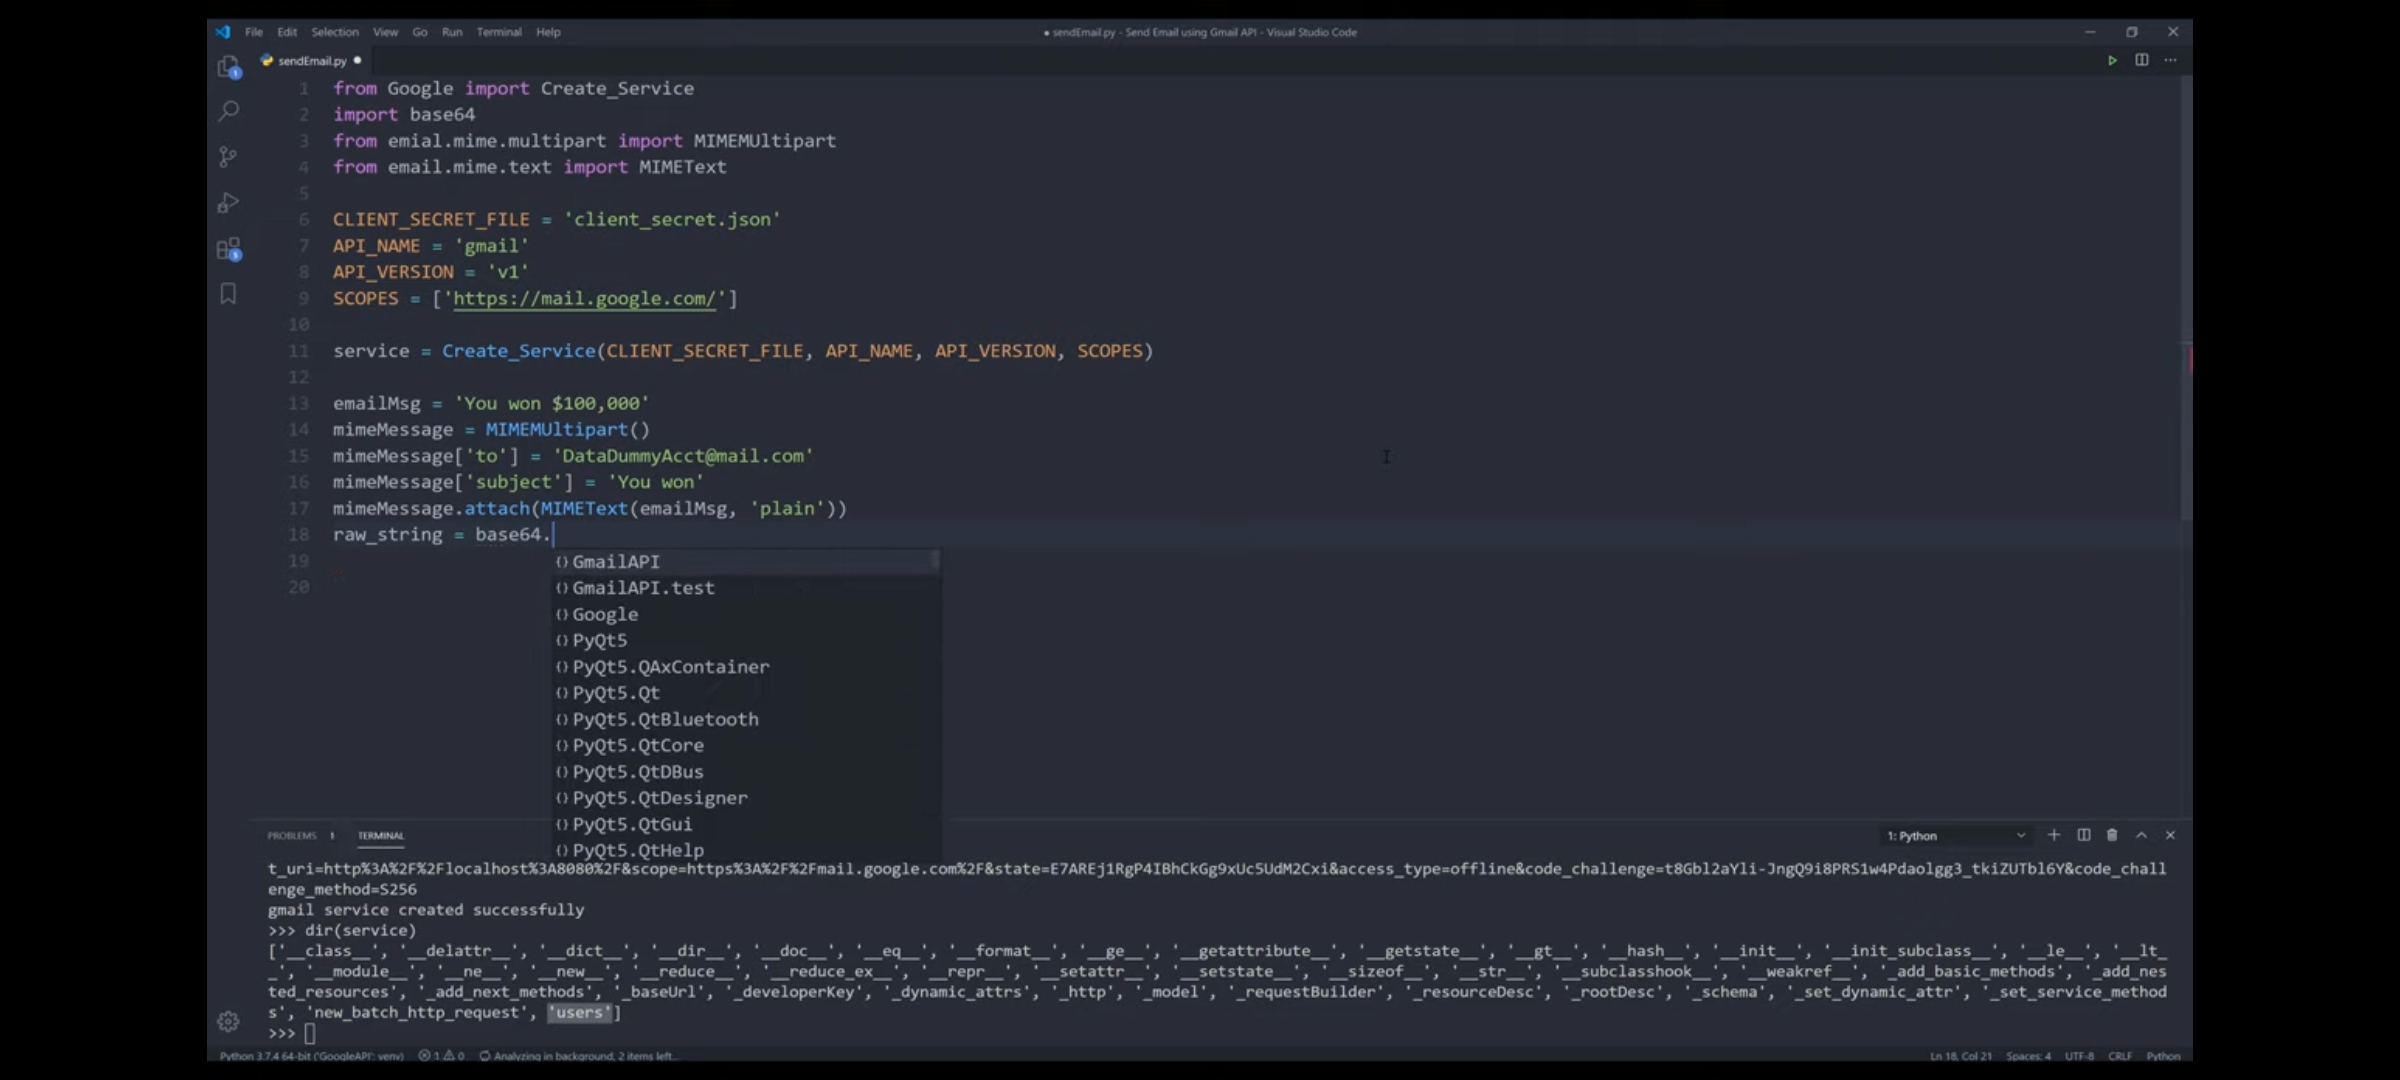 File Edit Selection View Go Run Terminal Help
● sendEmail.py - Send Email using Gmail API - Visual Studio Code
sendEmail.py ●
1 from Google import Create_Service
2 import base64
3 from emial.mime.multipart import MIMEMUltipart
4 from email.mime.text import MIMEText
5
6 CLIENT_SECRET_FILE = 'client_secret.json'
7 API_NAME = 'gmail'
8 API_VERSION = 'v1'
9 SCOPES = ['https://mail.google.com/']
10
11 service = Create_Service(CLIENT_SECRET_FILE, API_NAME, API_VERSION, SCOPES)
12
13 emailMsg = 'You won $100,000'
14 mimeMessage = MIMEMUltipart()
15 mimeMessage['to'] = 'DataDummyAcct@mail.com'
16 mimeMessage['subject'] = 'You won'
17 mimeMessage.attach(MIMEText(emailMsg, 'plain'))
18 raw_string = base64.
19 {} GmailAPI
20 {} GmailAPI.test
{} Google
{} PyQt5
{} PyQt5.QAxContainer
{} PyQt5.Qt
{} PyQt5.QtBluetooth
{} PyQt5.QtCore
{} PyQt5.QtDBus
{} PyQt5.QtDesigner
{} PyQt5.QtGui
{} PyQt5.QtHelp
PROBLEMS 1 TERMINAL 1: Python
t_uri=http%3A%2F%2Flocalhost%3A8080%2F&scope=https%3A%2F%2Fmail.google.com%2F&state=E7AREj1RgP4IBhCkGg9xUc5UdM2Cxi&access_type=offline&code_challenge=t8Gbl2aYli-JngQ9i8PRS1w4Pdaolgg3_tkiZUTbl6Y&code_chall
enge_method=S256
gmail service created successfully
>>> dir(service)
['__class__', '__delattr__', '__dict__', '__dir__', '__doc__', '__eq__', '__format__', '__ge__', '__getattribute__', '__getstate__', '__gt__', '__hash__', '__init__', '__init_subclass__', '__le__', '__lt_
_', '__module__', '__ne__', '__new__', '__reduce__', '__reduce_ex__', '__repr__', '__setattr__', '__setstate__', '__sizeof__', '__str__', '__subclasshook__', '__weakref__', '_add_basic_methods', '_add_nes
ted_resources', '_add_next_methods', '_baseUrl', '_developerKey', '_dynamic_attrs', '_http', '_model', '_requestBuilder', '_resourceDesc', '_rootDesc', '_schema', '_set_dynamic_attr', '_set_service_method
s', 'new_batch_http_request', 'users']
>>>
Python 3.7.4 64-bit ('GoogleAPI': venv) 1 0 Analyzing in background, 2 items left... Ln 18, Col 21 Spaces: 4 UTF-8 CRLF Python